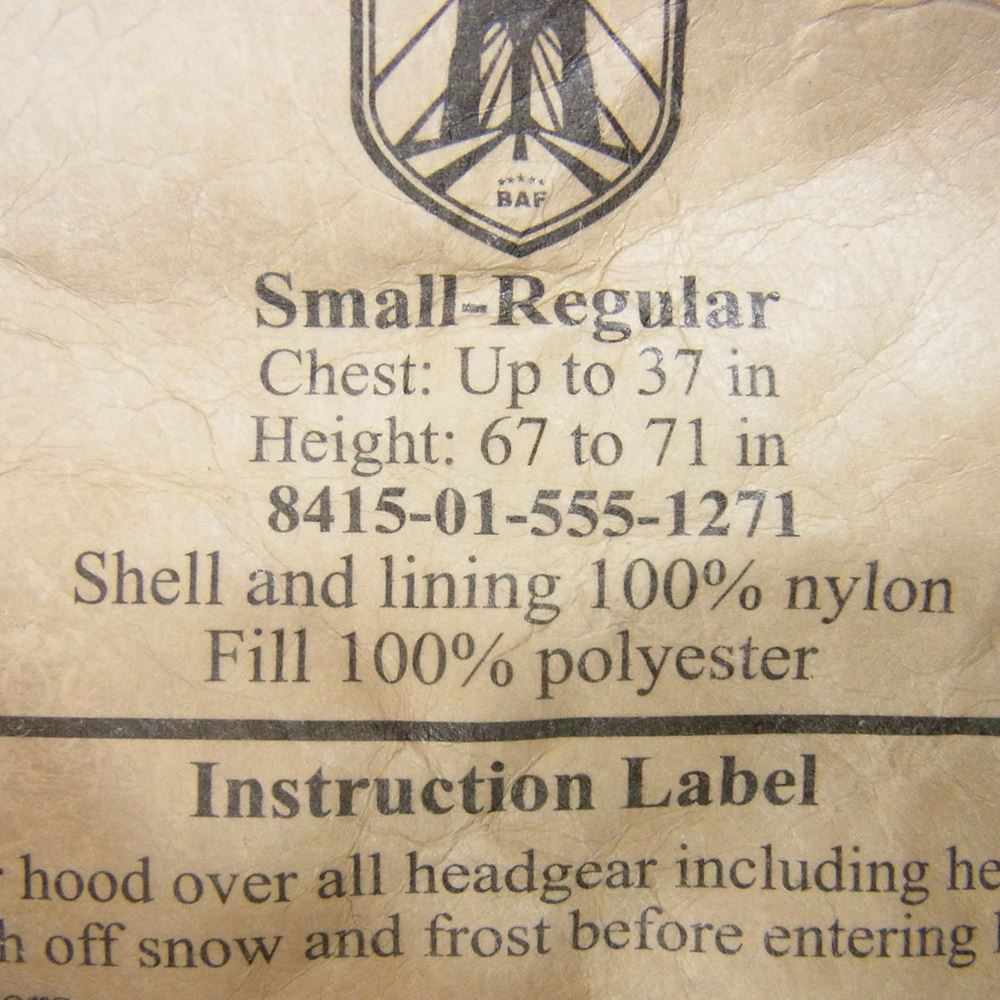 BAF
Small-Regular
Chest: Up to 37 in
Height: 67 to 71 in
8415-01-555-1271
Shell and lining 100% nylon
Fill 100% polyester
Instruction Label
hood over all headgear including he
h off snow and frost before entering